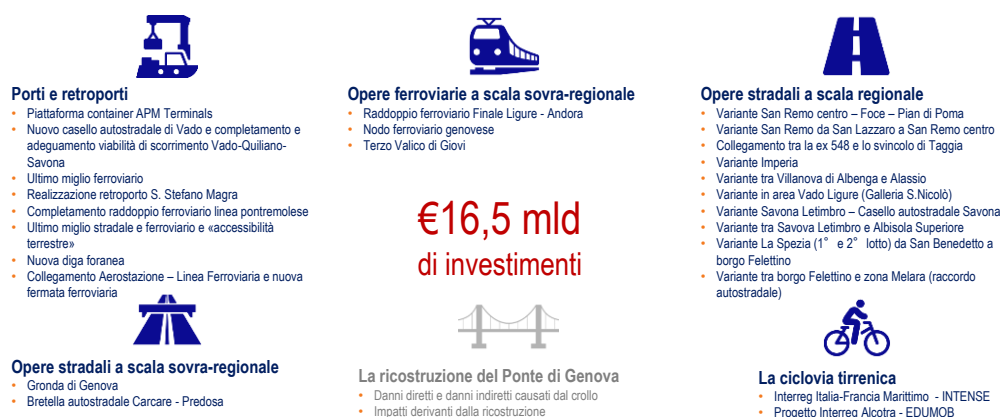 Porti e retroporti
• Piattaforma container APM Terminals
• Nuovo casello autostradale di Vado e completamento e
adeguamento viabilità di scorrimento Vado-Quiliano-
Savona
• Ultimo miglio ferroviario
• Realizzazione retroporto S. Stefano Magra
• Completamento raddoppio ferroviario linea pontremolese
• Ultimo miglio stradale e ferroviario e «accessibilità
terrestre»
• Nuova diga foranea
• Collegamento Aerostazione – Linea Ferroviaria e nuova
fermata ferroviaria
Opere stradali a scala sovra-regionale
• Gronda di Genova
• Bretella autostradale Carcare - Predosa
Opere ferroviarie a scala sovra-regionale
• Raddoppio ferroviario Finale Ligure - Andora
• Nodo ferroviario genovese
• Terzo Valico di Giovi
€16,5 mld
di investimenti
La ricostruzione del Ponte di Genova
• Danni diretti e danni indiretti causati dal crollo
• Impatti derivanti dalla ricostruzione
Opere stradali a scala regionale
• Variante San Remo centro – Foce – Pian di Poma
• Variante San Remo da San Lazzaro a San Remo centro
• Collegamento tra la ex 548 e lo svincolo di Taggia
• Variante Imperia
• Variante tra Villanova di Albenga e Alassio
• Variante in area Vado Ligure (Galleria S.Nicolò)
• Variante Savona Letimbro – Casello autostradale Savona
• Variante tra Savova Letimbro e Albisola Superiore
• Variante La Spezia (1° e 2° lotto) da San Benedetto a
borgo Felettino
• Variante tra borgo Felettino e zona Melara (raccordo
autostradale)
La ciclovia tirrenica
• Interreg Italia-Francia Marittimo - INTENSE
• Progetto Interreg Alcotra - EDUMOB